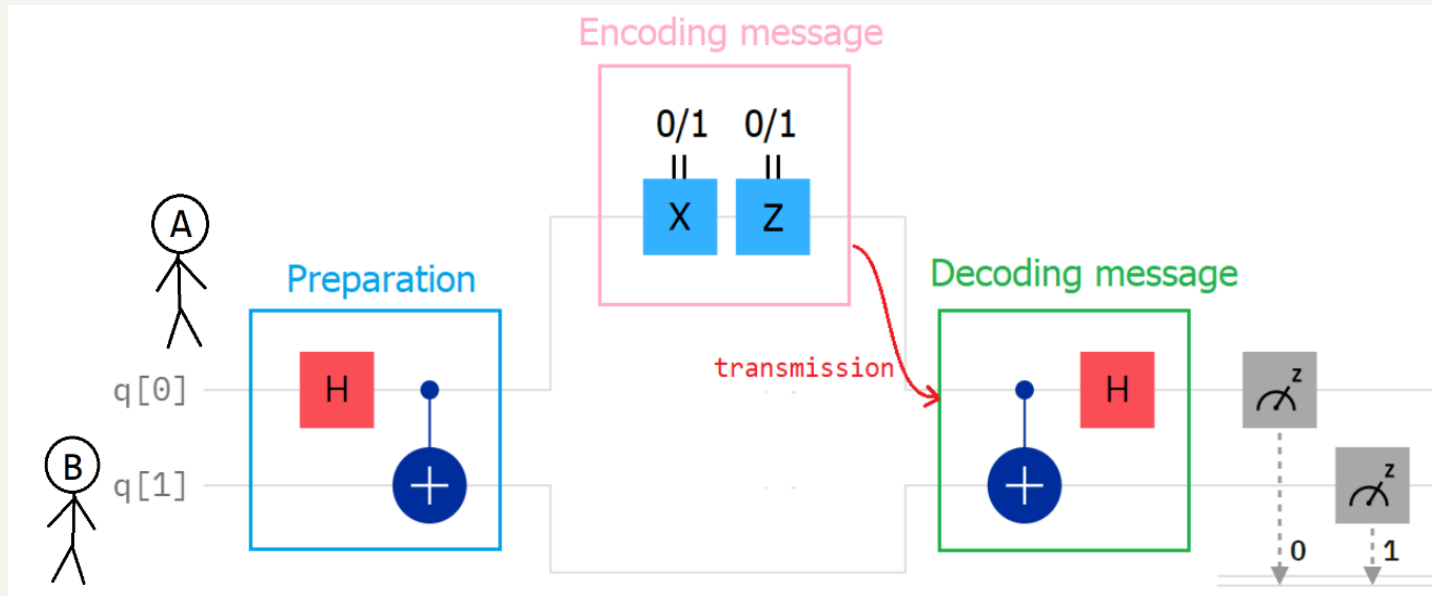 Encoding message
0/1 0/1
X Z
A
Preparation
Decoding message
transmission
q[0] H H z
B
q[1] z
0 1